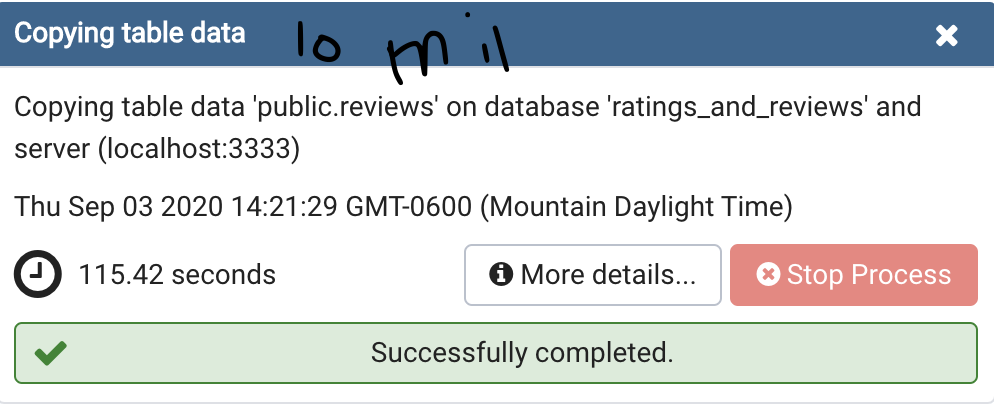 Copying table data 10 mil
Copying table data 'public.reviews' on database 'ratings_and_reviews' and
server (localhost:3333)
Thu Sep 03 2020 14:21:29 GMT-0600 (Mountain Daylight Time)
115.42 seconds More details... Stop Process
Successfully completed.